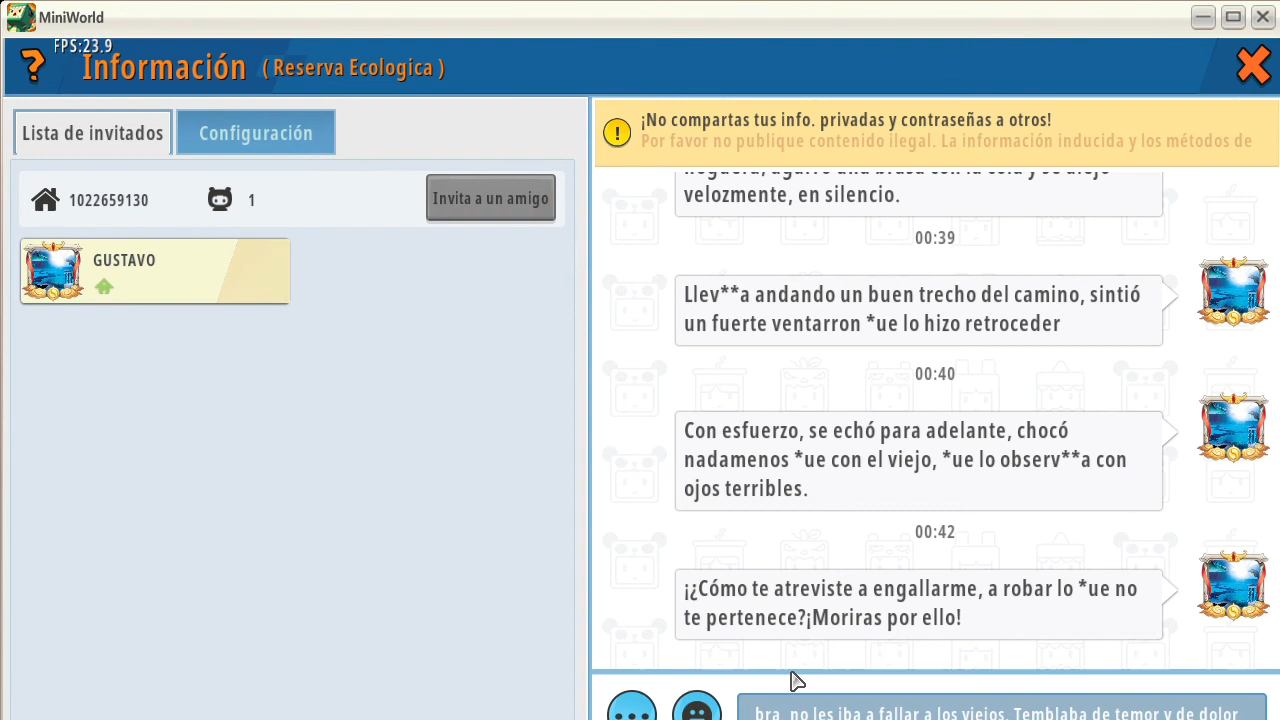 MiniWorld
FPS:23.9
Información ( Reserva Ecologica )
Lista de invitados
Configuración
1022659130
1
Invita a un amigo
GUSTAVO
¡No compartas tus info. privadas y contraseñas a otros!
Por favor no publique contenido ilegal. La información inducida y los métodos de
velozmente, en silencio.
00:39
Llev**a andando un buen trecho del camino, sintió
un fuerte ventarron *ue lo hizo retroceder
00:40
Con esfuerzo, se echó para adelante, chocó
nadamenos *ue con el viejo, *ue lo observ**a con
ojos terribles.
00:42
¡¿Cómo te atreviste a engallarme, a robar lo *ue no
te pertenece?¡Moriras por ello!
bra, no les iba a fallar a los viejos. Temblaba de temor y de dolor